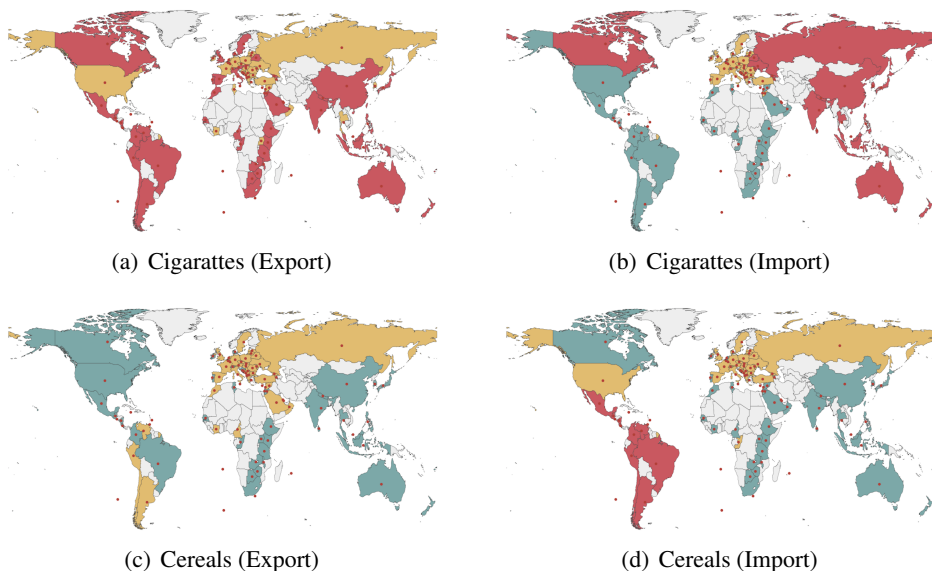 (a) Cigarattes (Export)
(b) Cigarattes (Import)
(c) Cereals (Export)
(d) Cereals (Import)